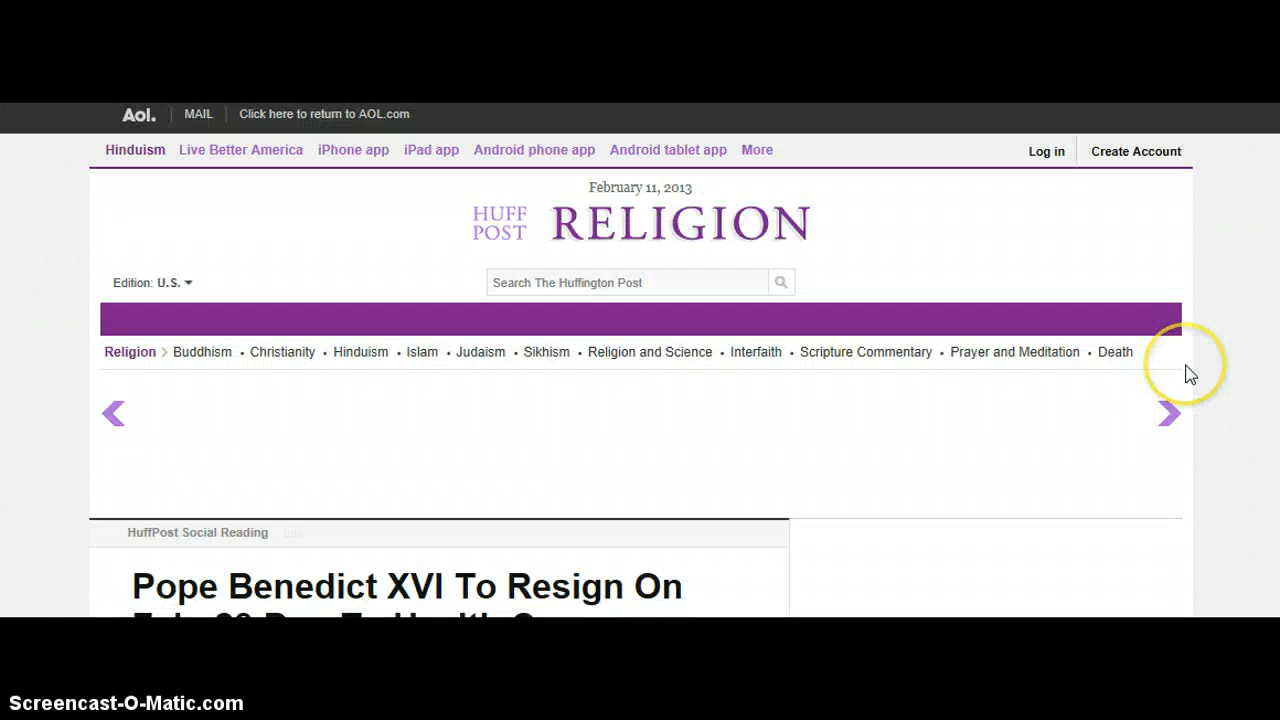 Aol. MAIL Click here to return to AOL.com
Hinduism Live Better America iPhone app iPad app Android phone app Android tablet app More Log in Create Account
February 11, 2013
HUFF
POST
RELIGION
Edition: U.S. Search The Huffington Post
Religion Buddhism • Christianity • Hinduism • Islam • Judaism • Sikhism • Religion and Science • Interfaith • Scripture Commentary • Prayer and Meditation • Death
HuffPost Social Reading
Pope Benedict XVI To Resign On
Screencast-O-Matic.com